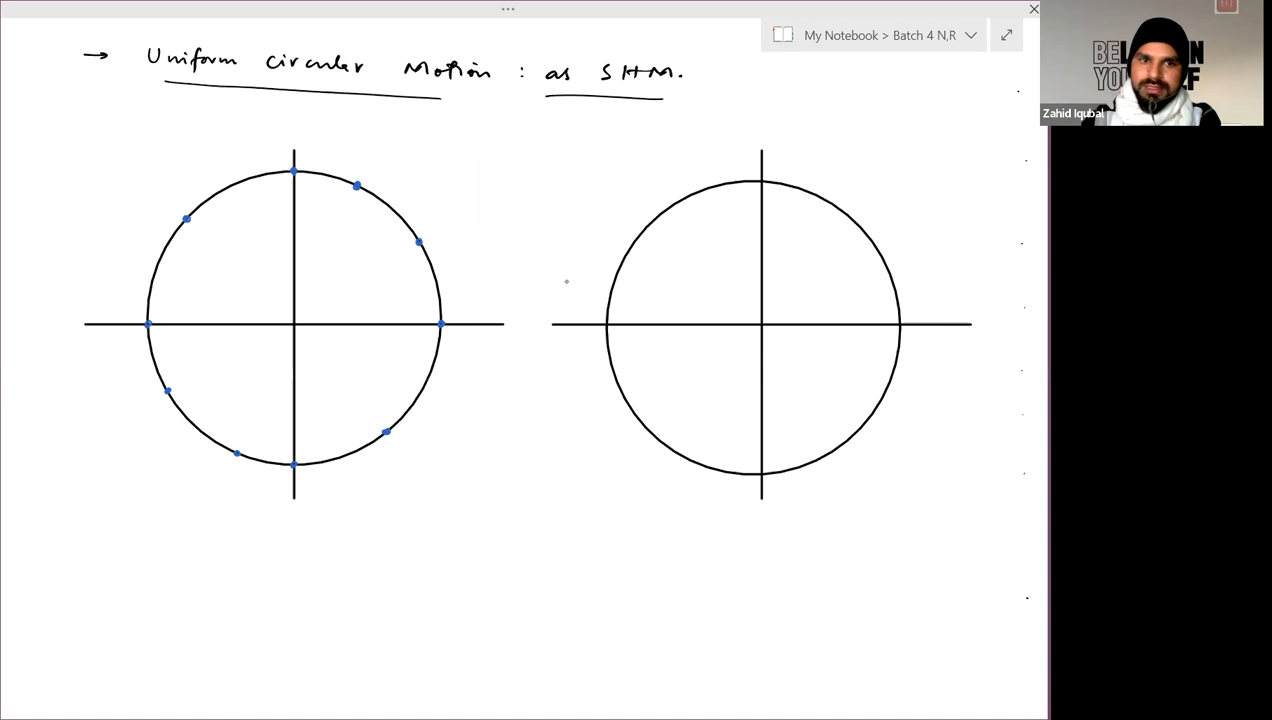 My Notebook > Batch 4 N,R
→ Uniform circular Motion : as SHM.
Zahid Iqubal